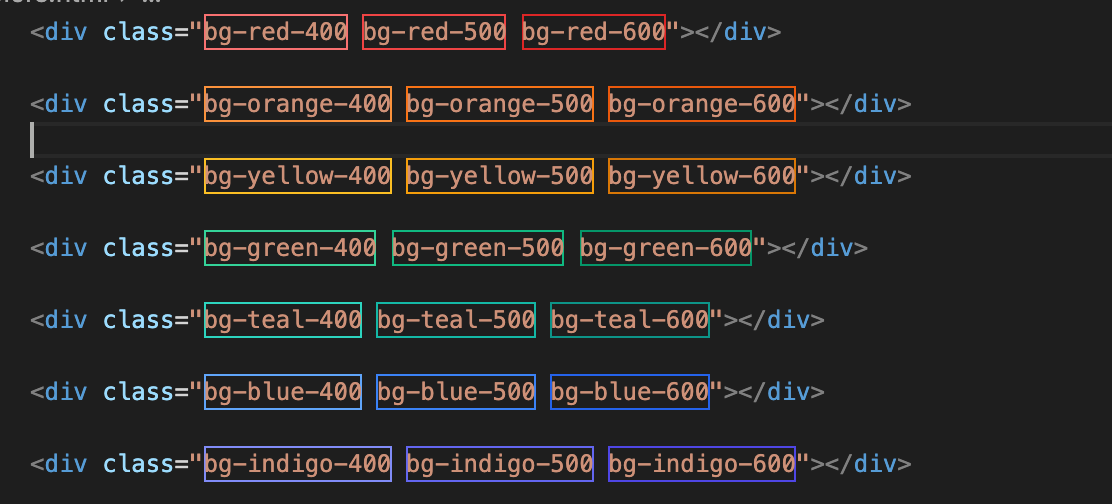 <div class="bg-red-400 bg-red-500 bg-red-600"></div>
<div class="bg-orange-400 bg-orange-500 bg-orange-600"></div>
<div class="bg-yellow-400 bg-yellow-500 bg-yellow-600"></div>
<div class="bg-green-400 bg-green-500 bg-green-600"></div>
<div class="bg-teal-400 bg-teal-500 bg-teal-600"></div>
<div class="bg-blue-400 bg-blue-500 bg-blue-600"></div>
<div class="bg-indigo-400 bg-indigo-500 bg-indigo-600"></div>